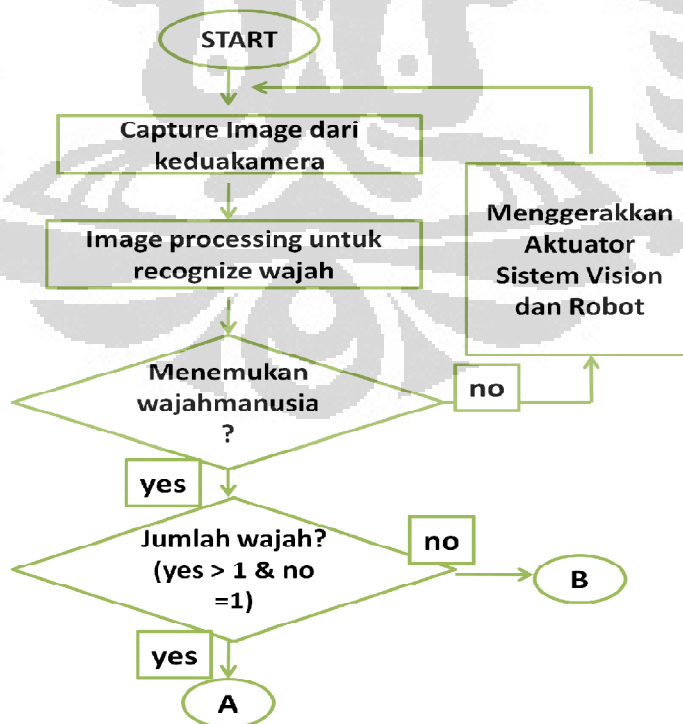 START
Capture Image dari
keduakamera
Image processing untuk
recognize wajah
Menggerakkan
Aktuator
Sistem Vision
dan Robot
Menemukan
wajahmanusia
?
no
yes
Jumlah wajah?
(yes > 1 & no
=1)
no
B
yes
A